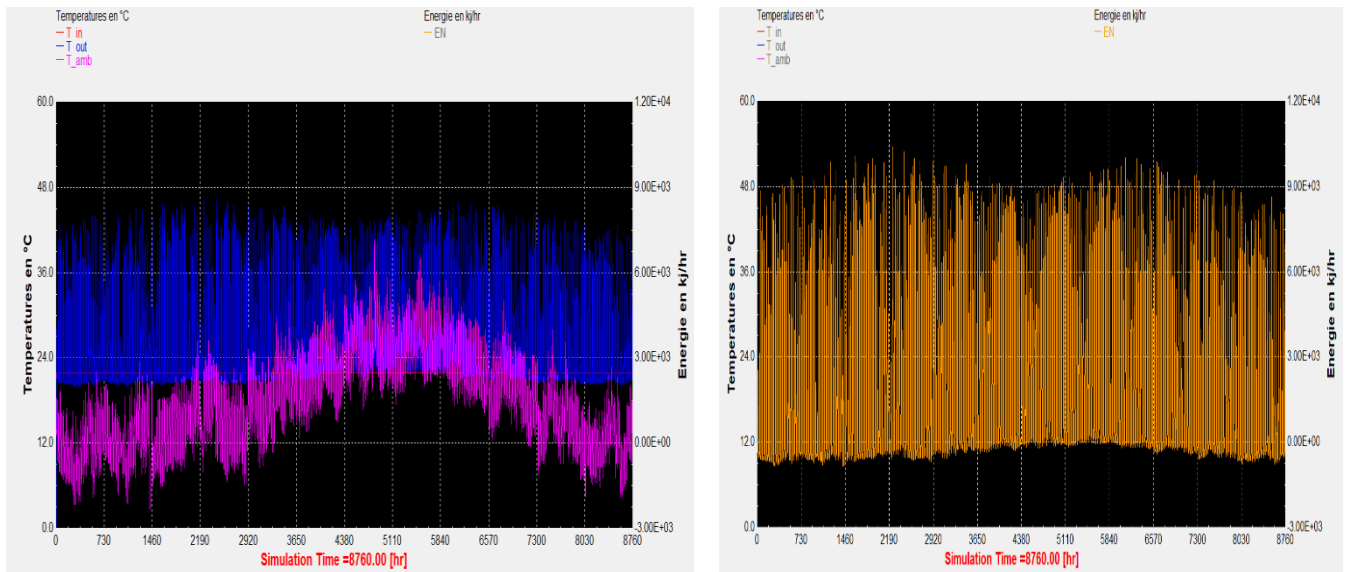 Temperatures en °C
T_in
T_out
T_amb
Energie en kj/hr
EN
60.0
48.0
36.0
24.0
12.0
0.0
Temperatures en °C
1.20E+04
9.00E+03
6.00E+03
3.00E+03
0.00E+00
-3.00E+03
Energie en kj/hr
0 730 1460 2190 2920 3650 4380 5110 5840 6570 7300 8030 8760
Simulation Time =8760.00 [hr]
Temperatures en °C
T_in
T_out
T_amb
Energie en kj/hr
EN
60.0
48.0
36.0
24.0
12.0
0.0
Temperatures en °C
1.20E+04
9.00E+03
6.00E+03
3.00E+03
0.00E+00
-3.00E+03
Energie en kj/hr
0 730 1460 2190 2920 3650 4380 5110 5840 6570 7300 8030 8760
Simulation Time =8760.00 [hr]